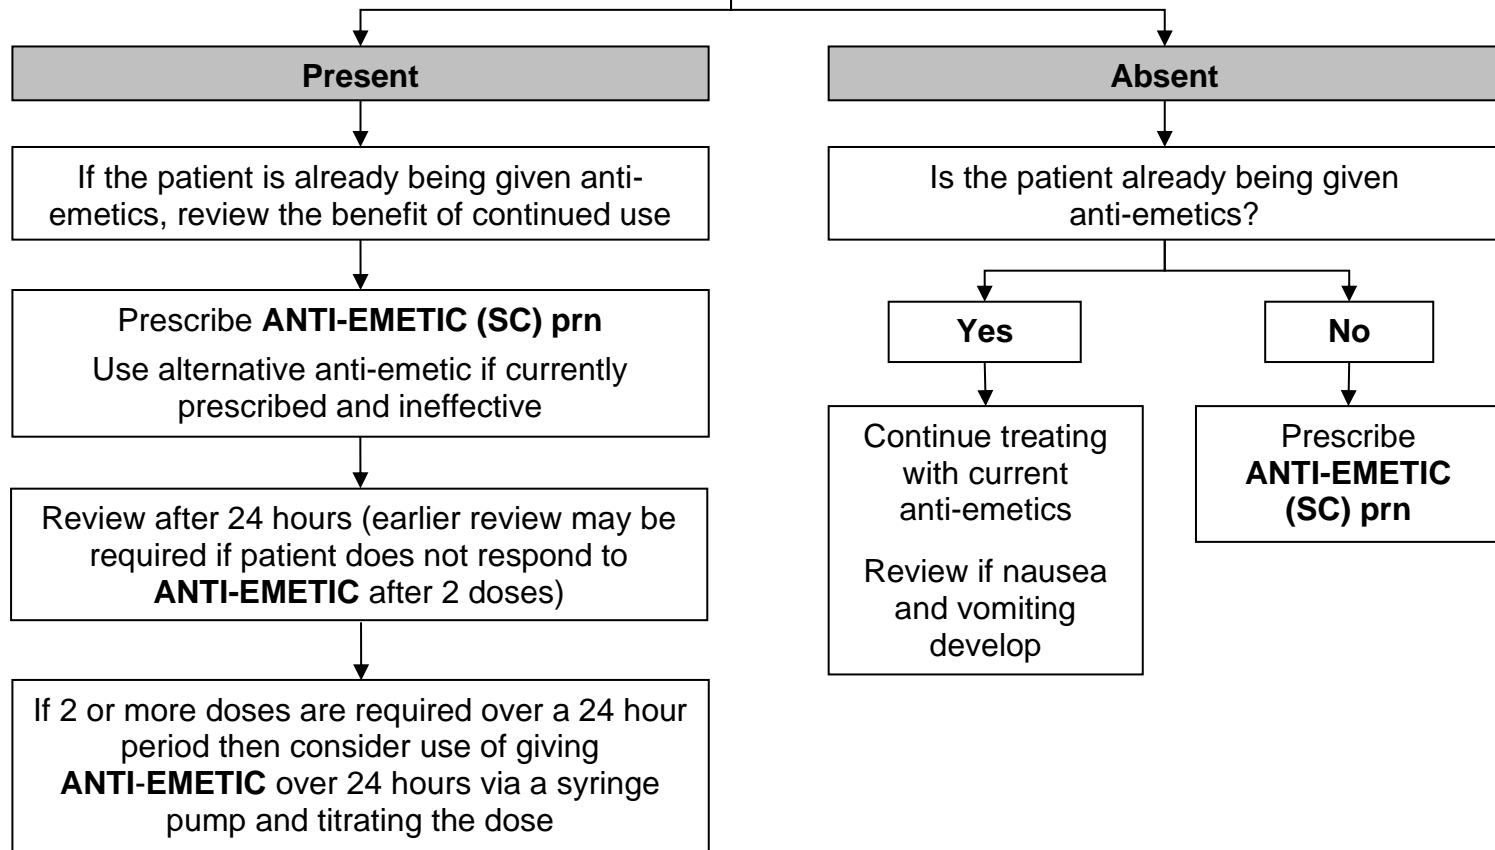 Present
If the patient is already being given anti-
emetics, review the benefit of continued use
Prescribe ANTI-EMETIC (SC) prn
Use alternative anti-emetic if currently
prescribed and ineffective
Review after 24 hours (earlier review may be
required if patient does not respond to
ANTI-EMETIC after 2 doses)
If 2 or more doses are required over a 24 hour
period then consider use of giving
ANTI-EMETIC over 24 hours via a syringe
pump and titrating the dose
Absent
Is the patient already being given
anti-emetics?
Yes
Continue treating
with current
anti-emetics
Review if nausea
and vomiting
develop
No
Prescribe
ANTI-EMETIC
(SC) prn